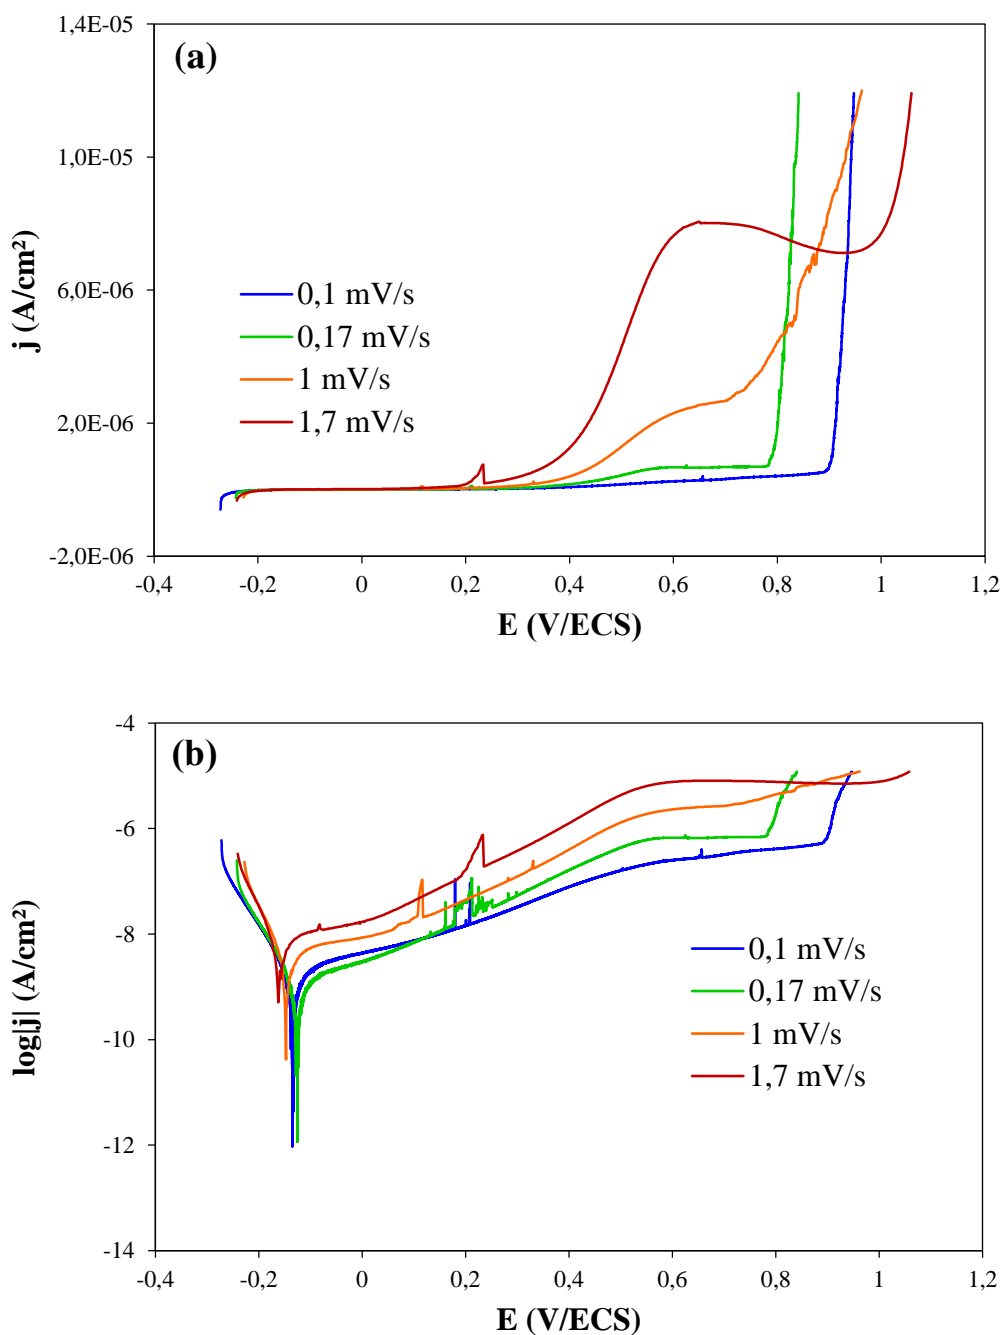 (a)
1,4E-05
1,0E-05
6,0E-06
2,0E-06
-2,0E-06
j (A/cm²)
0,1 mV/s
0,17 mV/s
1 mV/s
1,7 mV/s
-0,4 -0,2 0 0,2 0,4 0,6 0,8 1 1,2
E (V/ECS)
(b)
-4
-6
-8
-10
-12
-14
log|j| (A/cm²)
0,1 mV/s
0,17 mV/s
1 mV/s
1,7 mV/s
-0,4 -0,2 0 0,2 0,4 0,6 0,8 1 1,2
E (V/ECS)